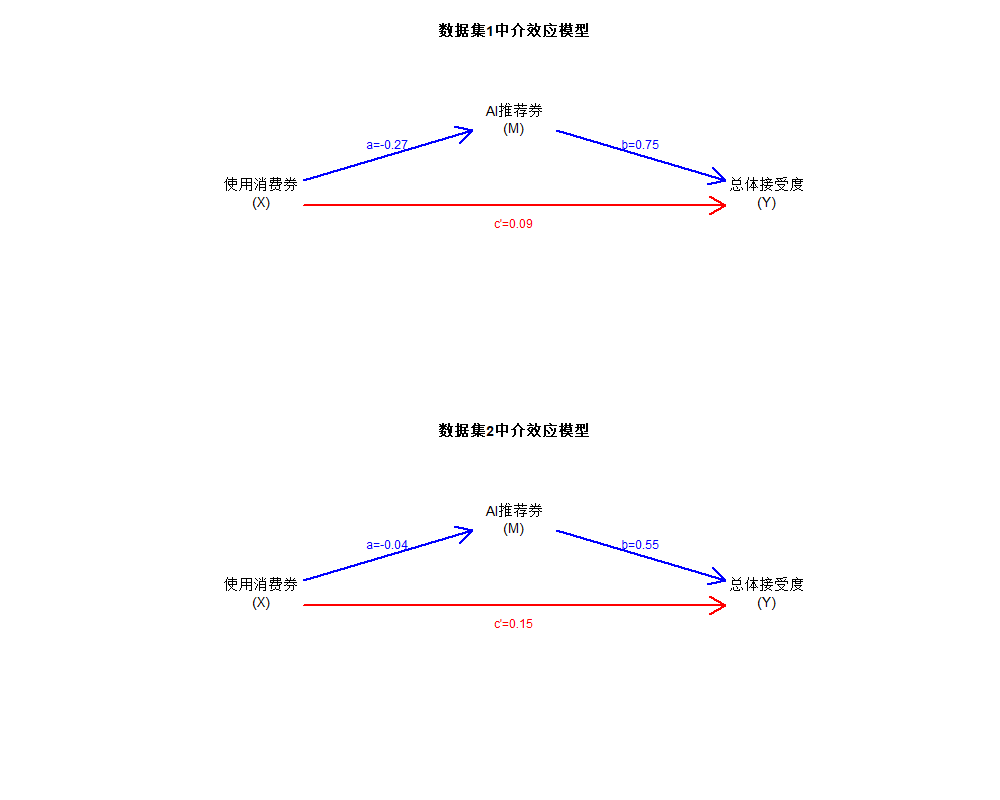 数据集1中介效应模型
AI推荐券
(M)
a=-0.27
b=0.75
使用消费券
(X)
总体接受度
(Y)
c'=0.09
数据集2中介效应模型
AI推荐券
(M)
a=-0.04
b=0.55
使用消费券
(X)
总体接受度
(Y)
c'=0.15